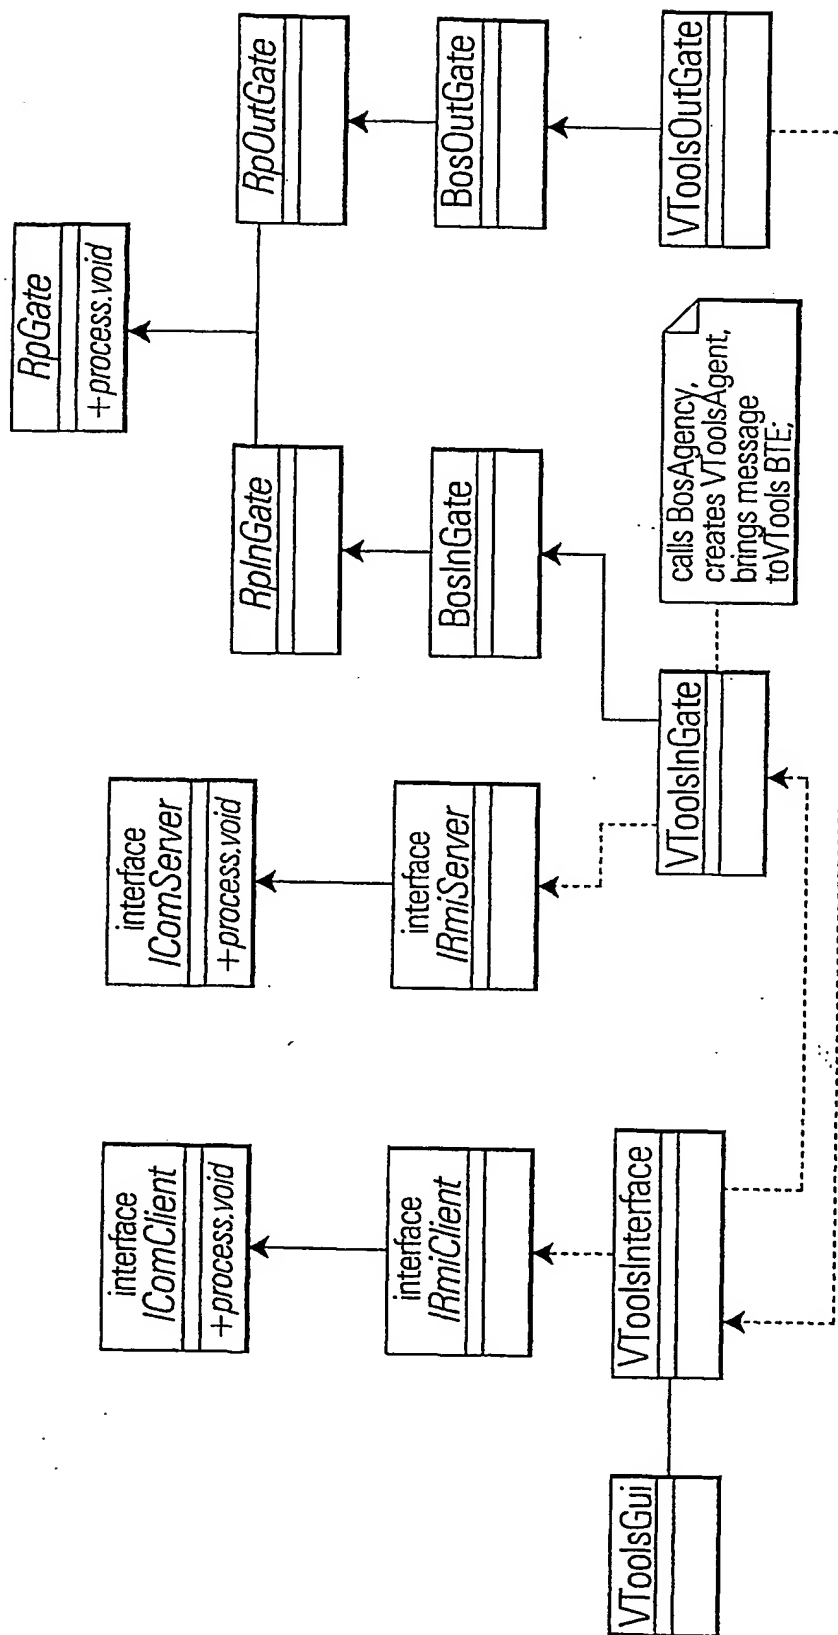 RpGate
+process.void
RpInGate
RpOutGate
interface
IComClient
+process.void
interface
IComServer
+process.void
interface
IRmiClient
interface
IRmiServer
BosInGate
BosOutGate
VToolsGui
VToolsInterface
VToolsInGate
calls BosAgency,
creates VToolsAgent,
brings message
toVTools BTE;
VToolsOutGate